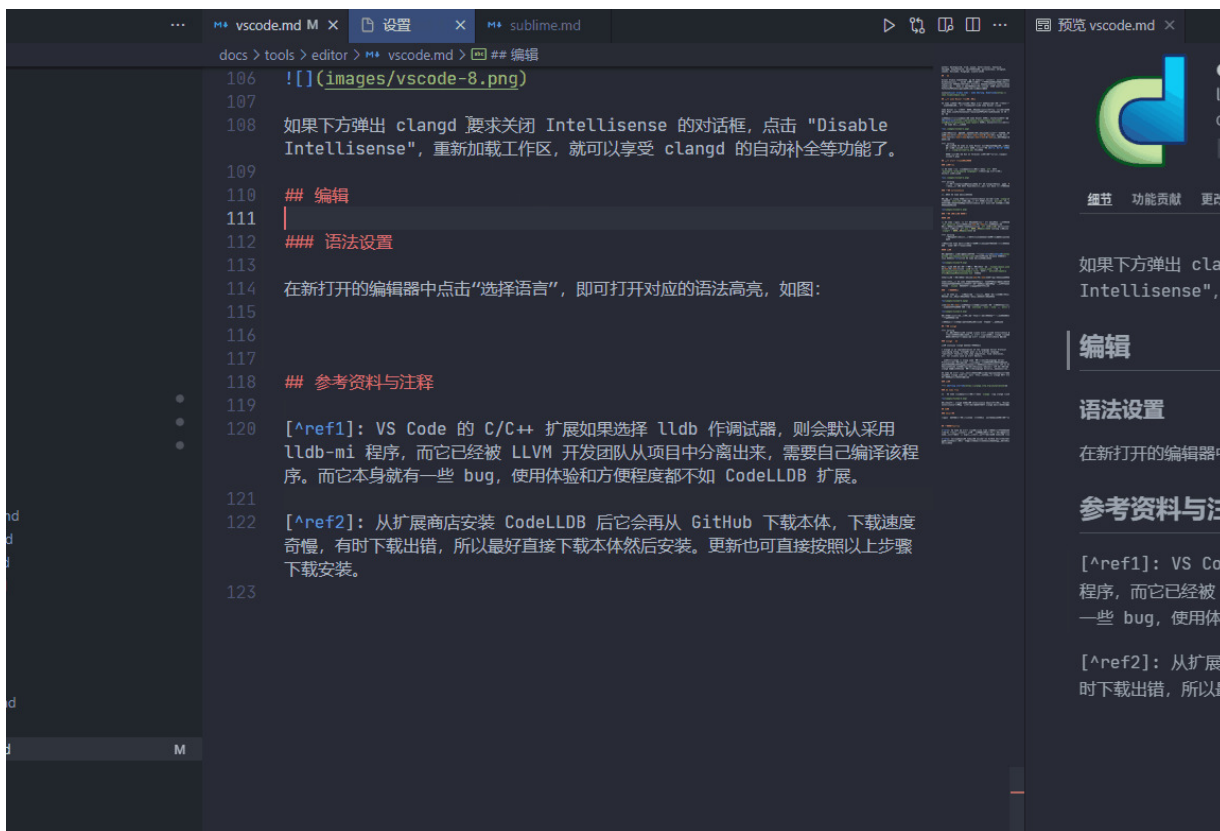 ··· vscode.md M × 设置 × sublime.md ··· 预览 vscode.md ×
docs > tools > editor > vscode.md > ## 编辑
106 ![](images/vscode-8.png)
107
108 如果下方弹出 clangd 要求关闭 Intellisense 的对话框，点击 "Disable
Intellisense"，重新加载工作区，就可以享受 clangd 的自动补全等功能了。
109
110 ## 编辑
111
112 ### 语法设置
113
114 在新打开的编辑器中点击“选择语言”，即可打开对应的语法高亮，如图：
115
116
117
118 ## 参考资料与注释
119
120 [^ref1]: VS Code 的 C/C++ 扩展如果选择 lldb 作调试器，则会默认采用
lldb-mi 程序，而它已经被 LLVM 开发团队从项目中分离出来，需要自己编译该程
序。而它本身就有一些 bug，使用体验和方便程度都不如 CodeLLDB 扩展。
121
122 [^ref2]: 从扩展商店安装 CodeLLDB 后它会再从 GitHub 下载本体，下载速度
奇慢，有时下载出错，所以最好直接下载本体然后安装。更新也可直接按照以上步骤
下载安装。
123
M
细节 功能贡献 更改
如果下方弹出 cla
Intellisense",
编辑
语法设置
在新打开的编辑器中
参考资料与注
[^ref1]: VS Co
程序，而它已经被
一些 bug，使用体
[^ref2]: 从扩展
时下载出错，所以最